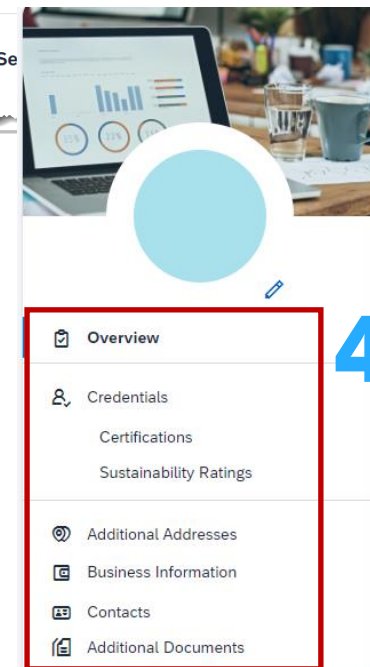 Se
4
Overview
Credentials
Certifications
Sustainability Ratings
Additional Addresses
Business Information
Contacts
Additional Documents